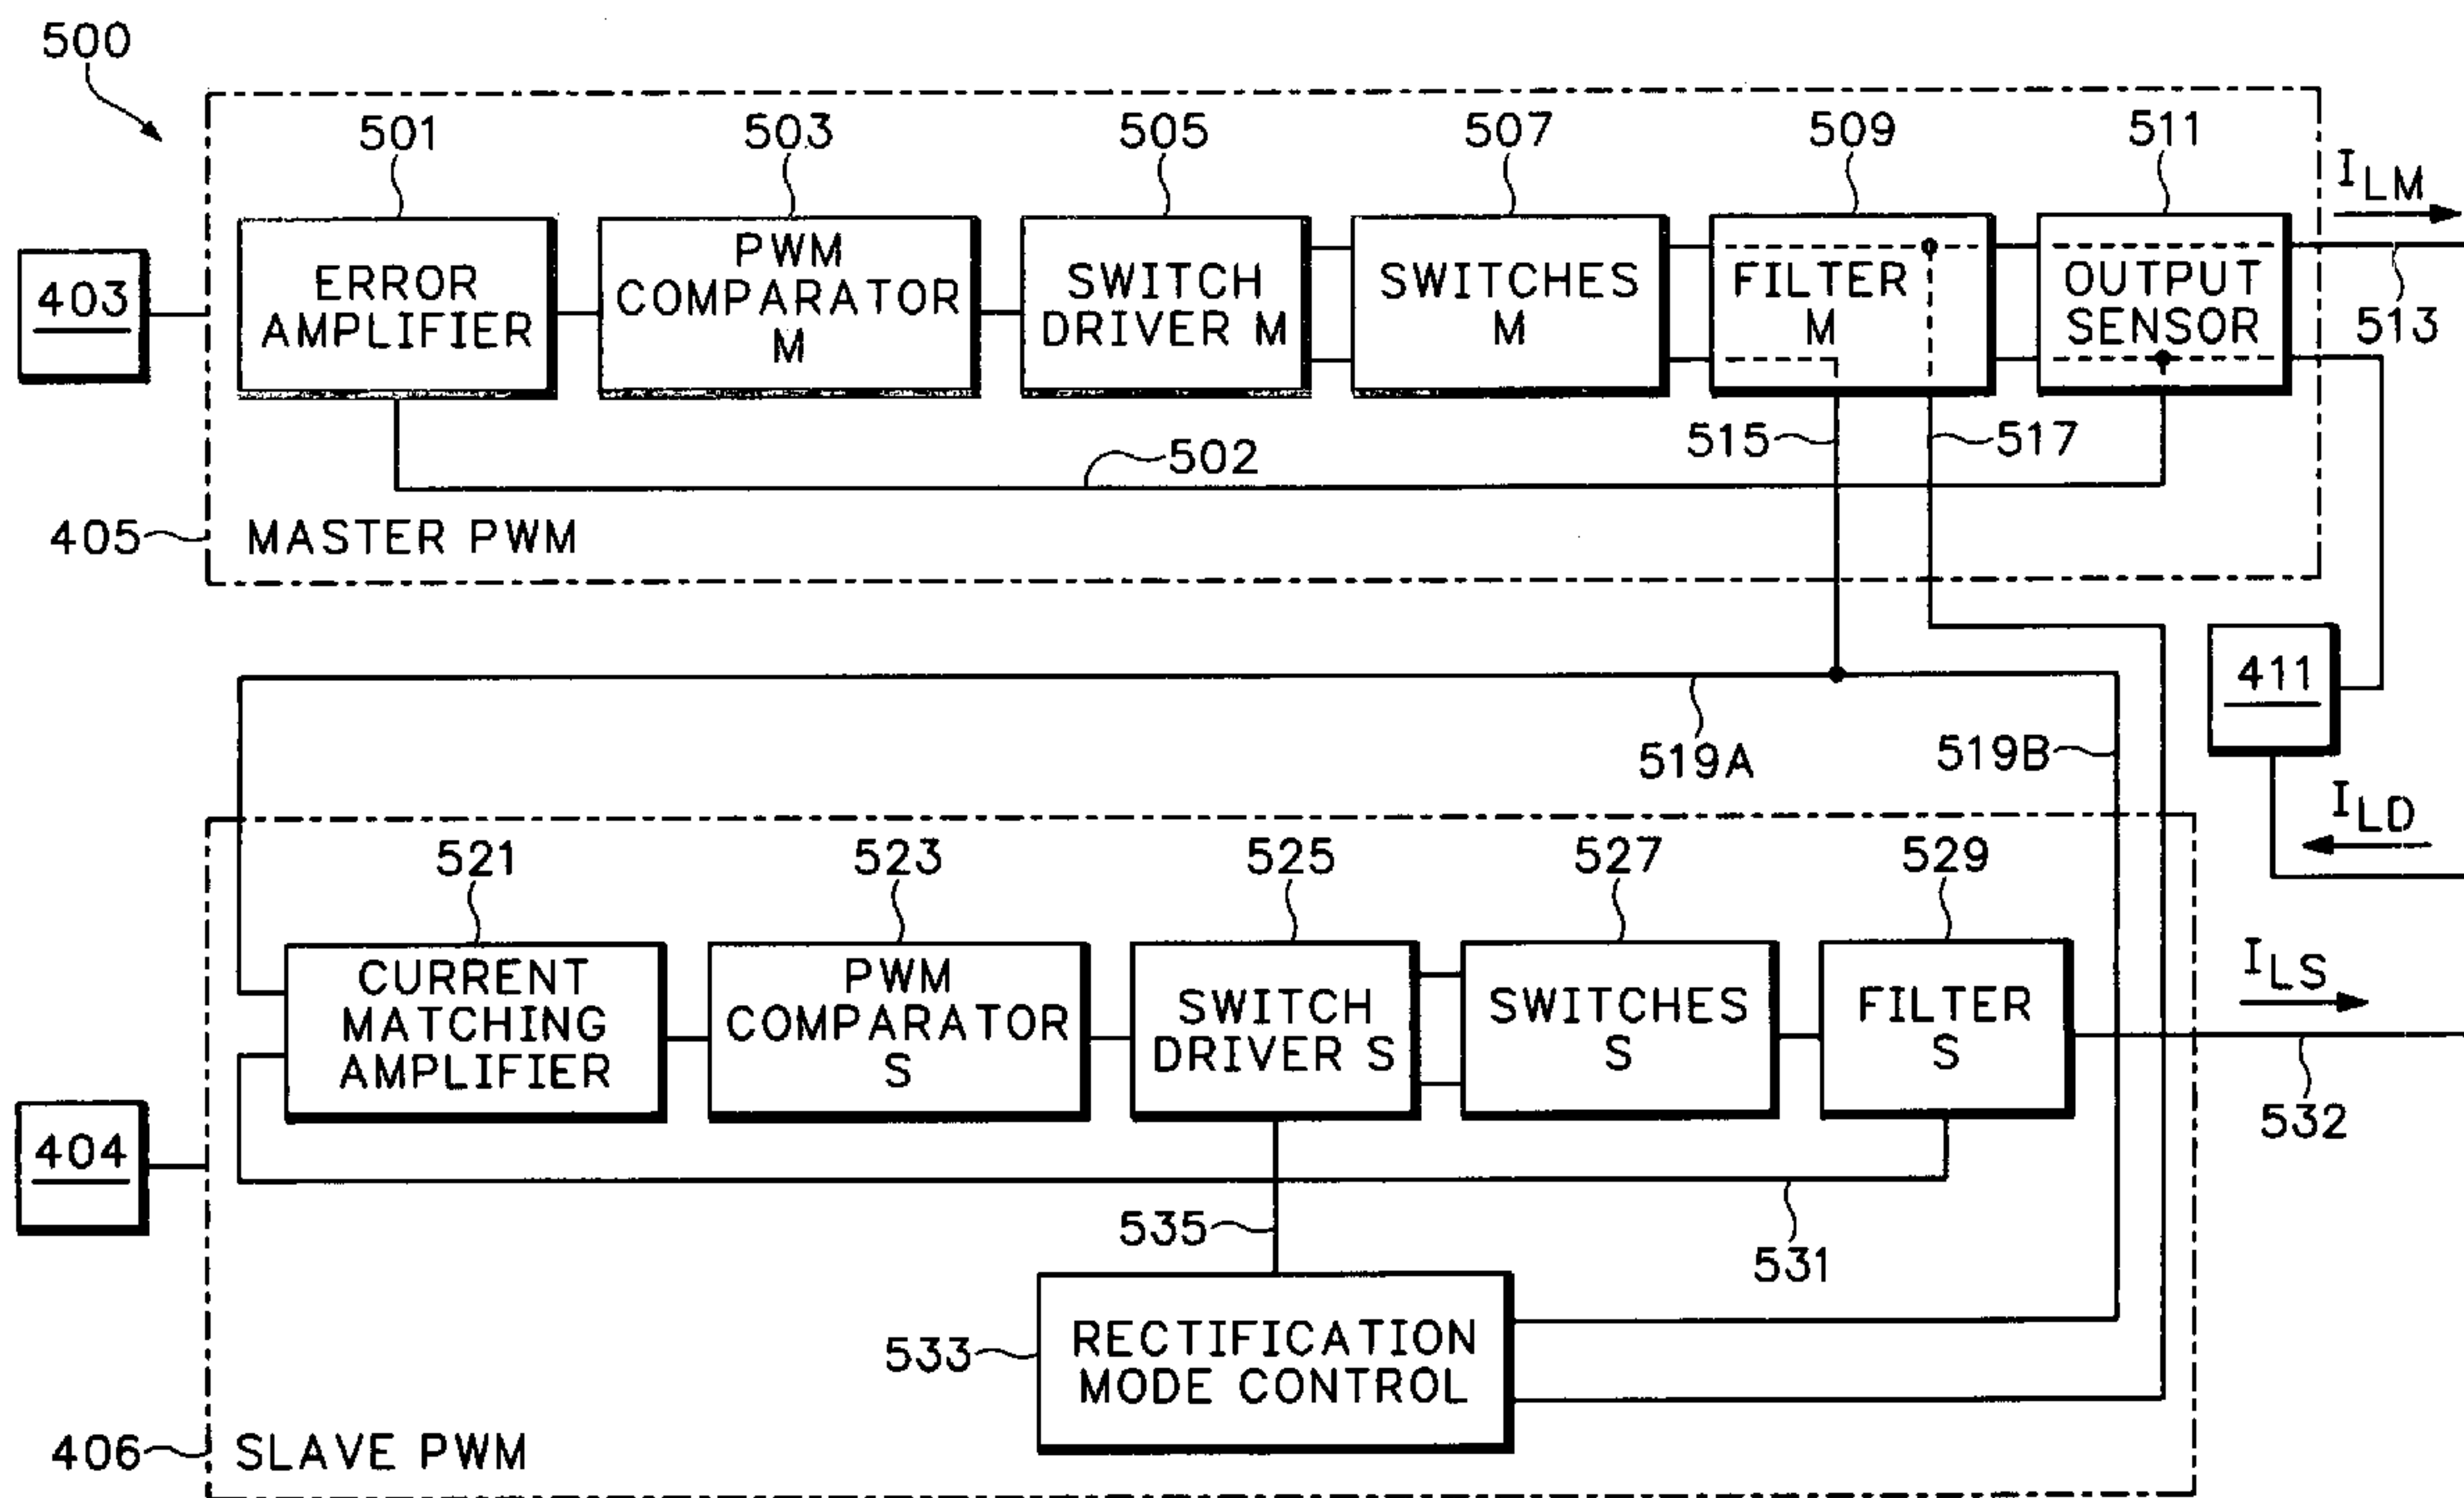 500
501
503
505
507
509
511
I LM
403
ERROR
AMPLIFIER
PWM
COMPARATOR
M
SWITCH
DRIVER M
SWITCHES
M
FILTER
M
OUTPUT
SENSOR
513
515
517
502
405
MASTER PWM
411
519A
519B
I LD
521
523
525
527
529
I LS
CURRENT
MATCHING
AMPLIFIER
PWM
COMPARATOR
S
SWITCH
DRIVER S
SWITCHES
S
FILTER
S
532
404
535
531
533
RECTIFICATION
MODE CONTROL
406
SLAVE PWM